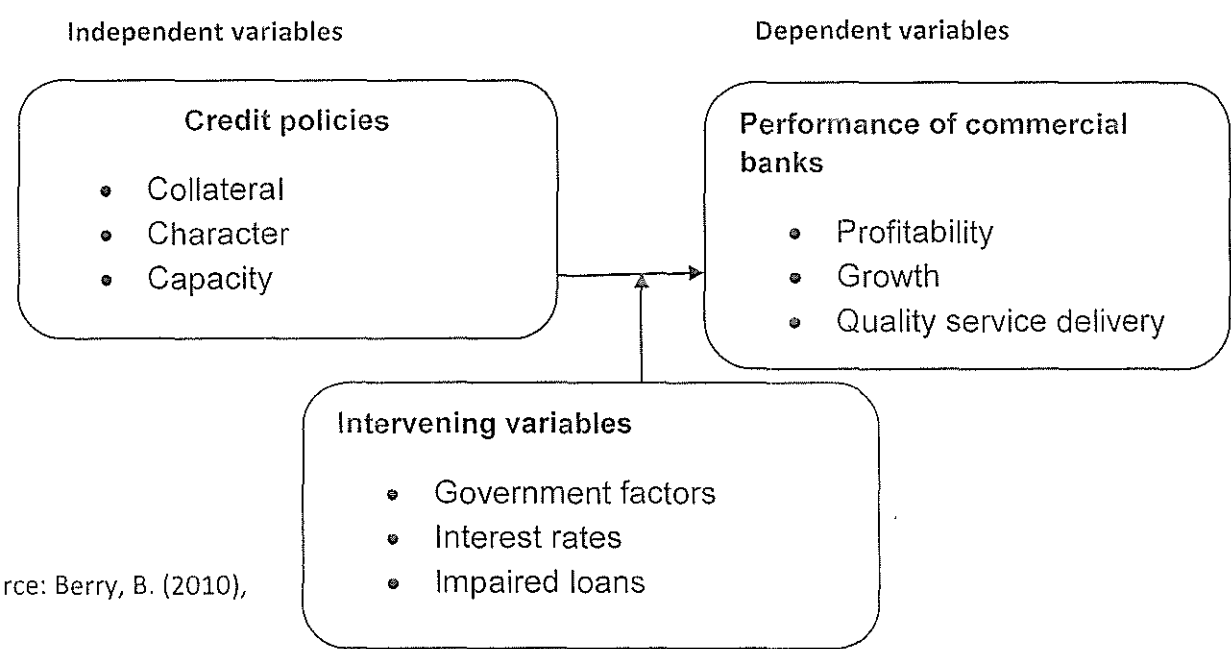 Independent variables
Dependent variables
Credit policies
• Collateral
• Character
• Capacity
Performance of commercial
banks
• Profitability
• Growth
• Quality service delivery
Intervening variables
• Government factors
• Interest rates
• Impaired loans
rce: Berry, B. (2010),